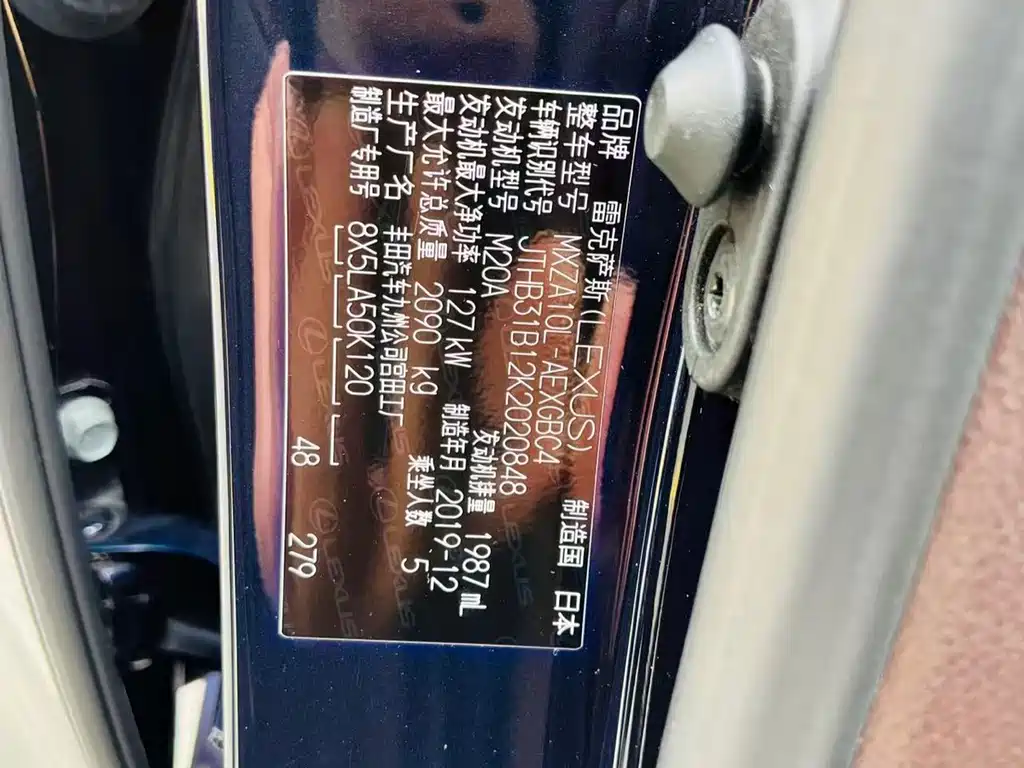 品牌 雷克萨斯(LEXUS) 制造国 日本
整车型号 MXZA10L-AEXGBC4
车辆识别代号 JTHB31B12K2020848
发动机型号 M20A 发动机排量 1987 mL
发动机最大净功率 127 kW 制造年月 2019-12
最大允许总质量 2090 kg 乘坐人数 5
生产厂名 丰田汽车九州公司宫田工厂
制造厂专用号 8X5LA50K120
48 279